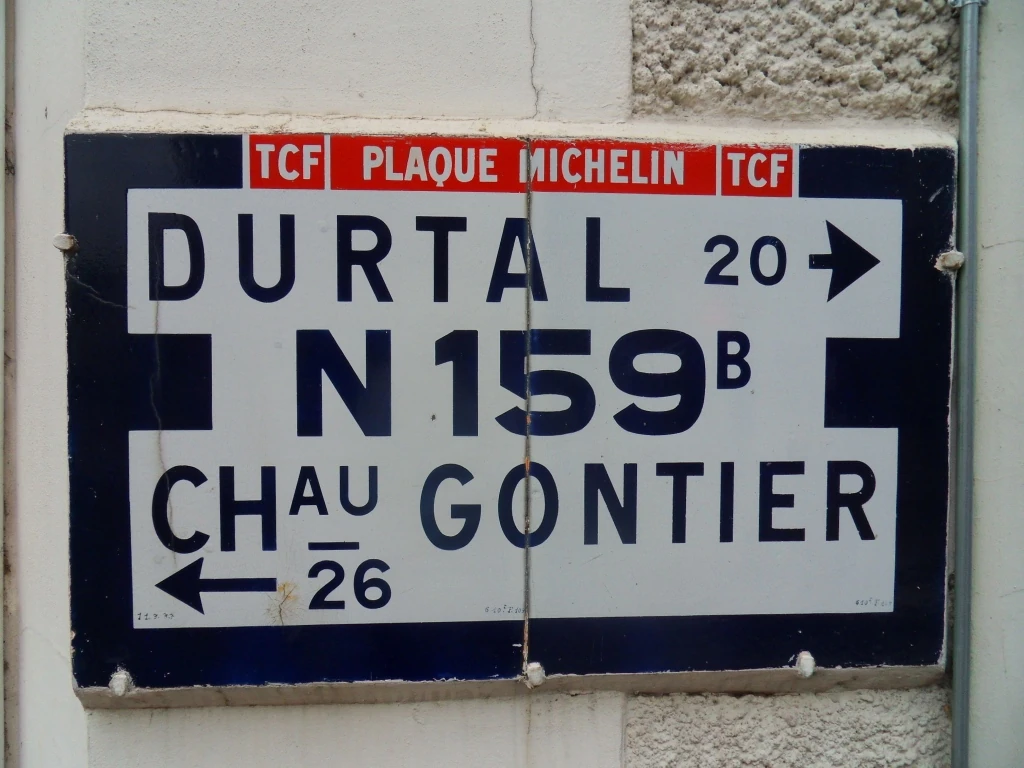 TCF PLAQUE MICHELIN TCF
DURTAL 20
N 159B
CHAU GONTIER
26